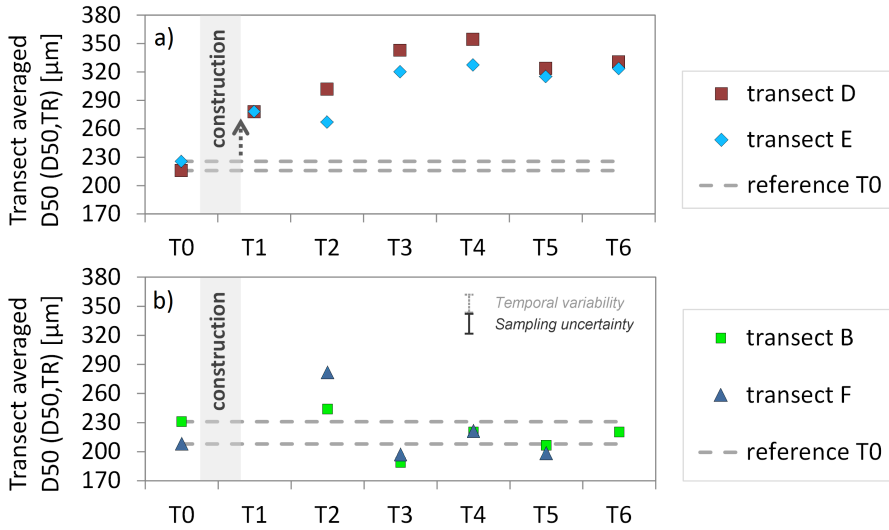 380
350
320
290
260
230
200
170
Transect averaged
D50 (D50,TR) [µm]
a)
construction
T0 T1 T2 T3 T4 T5 T6
transect D
transect E
reference T0
380
350
320
290
260
230
200
170
Transect averaged
D50 (D50,TR) [µm]
b)
construction
Temporal variability
Sampling uncertainty
T0 T1 T2 T3 T4 T5 T6
transect B
transect F
reference T0